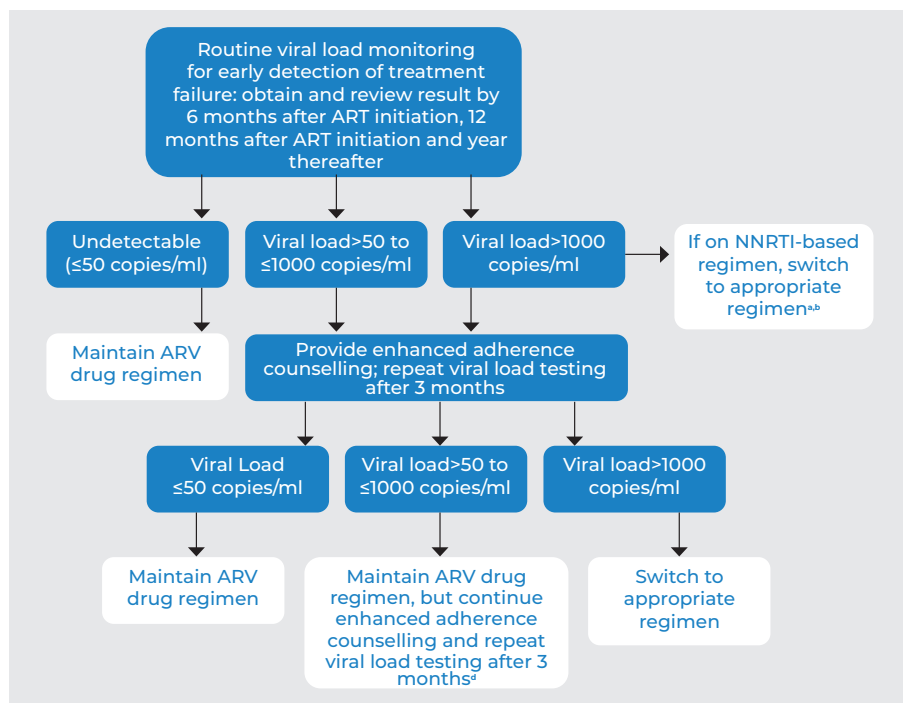 Routine viral load monitoring
for early detection of treatment
failure: obtain and review result by
6 months after ART initiation, 12
months after ART initiation and year
thereafter
Undetectable
(≤50 copies/ml)
Viral load>50 to
≤1000 copies/ml
Viral load>1000
copies/ml
If on NNRTI-based
regimen, switch
to appropriate
regimenᵃ,ᵇ
Maintain ARV
drug regimen
Provide enhanced adherence
counselling; repeat viral load testing
after 3 months
Viral Load
≤50 copies/ml
Viral load>50 to
≤1000 copies/ml
Viral load>1000
copies/ml
Maintain ARV
drug regimen
Maintain ARV drug
regimen, but continue
enhanced adherence
counselling and repeat
viral load testing after 3
monthsᵈ
Switch to
appropriate
regimen